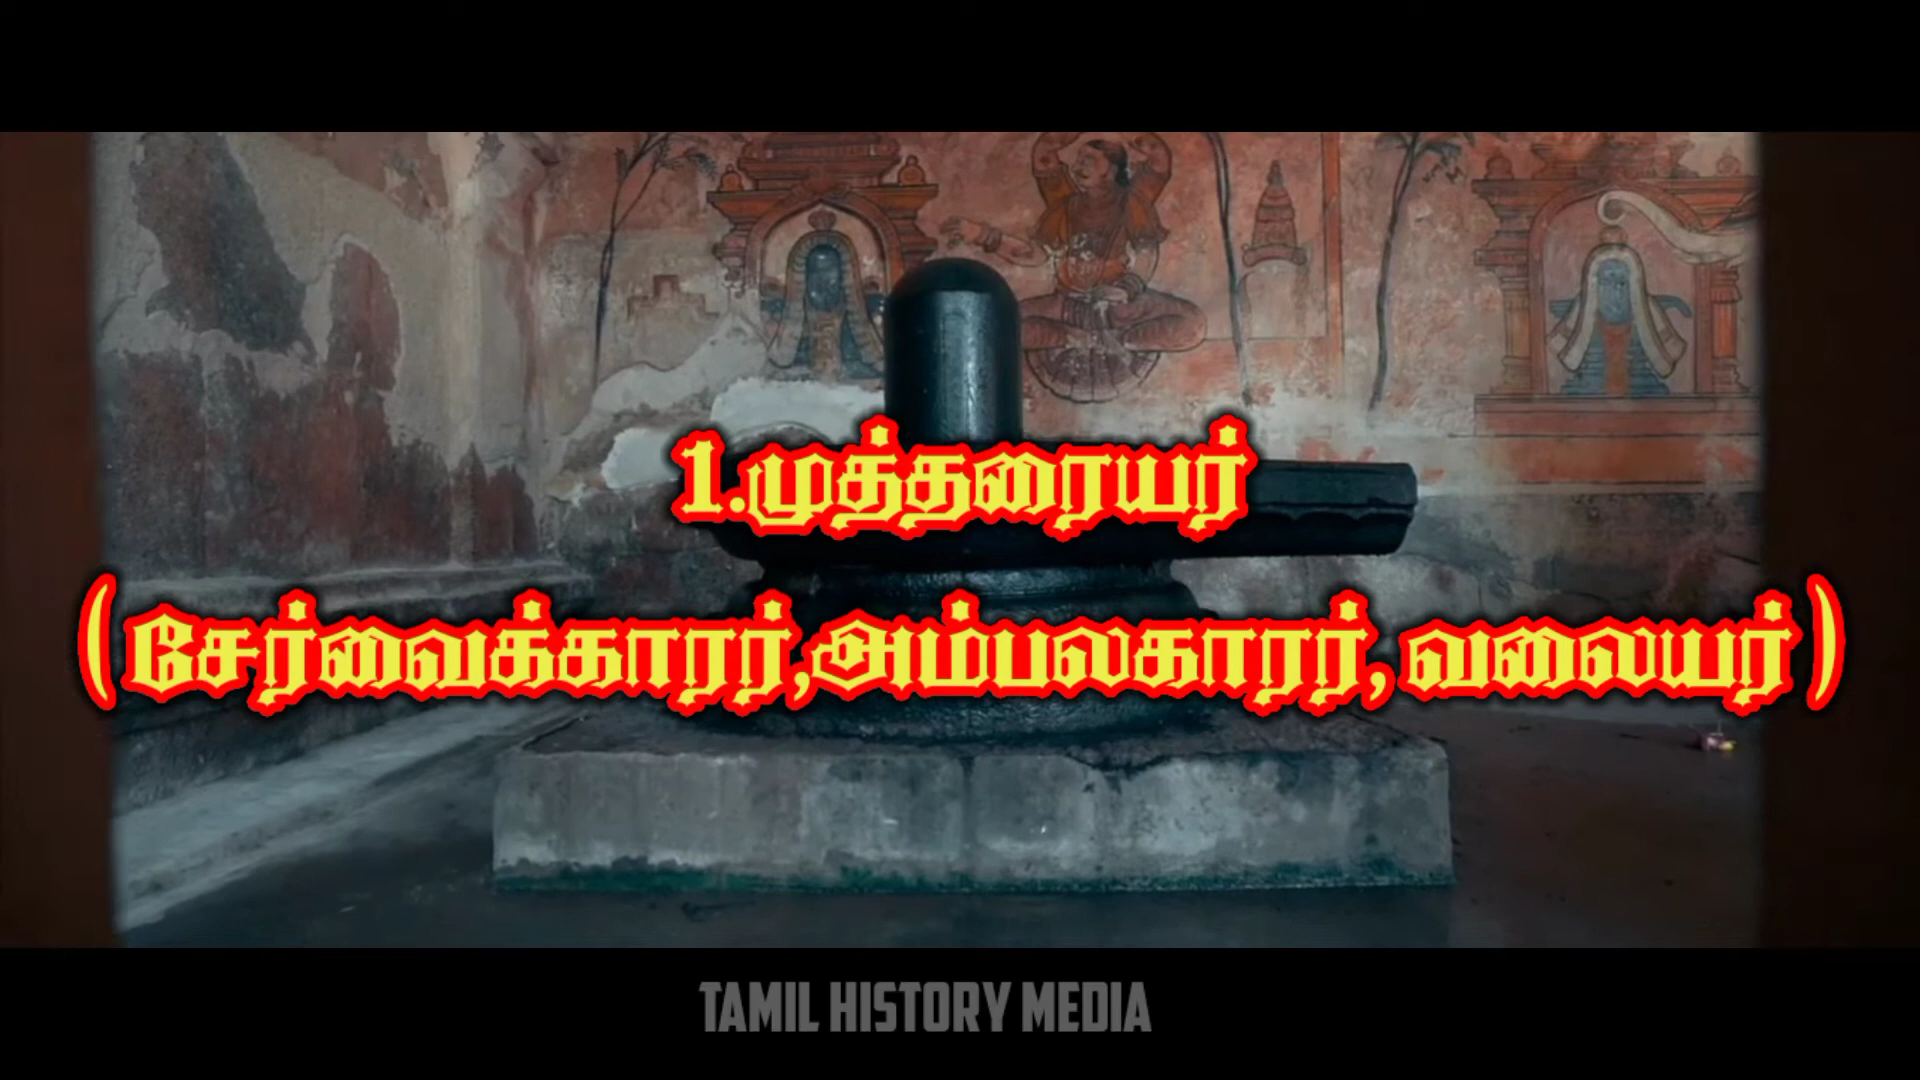 1.முத்தரையர்
(சேர்வைக்காரர்,அம்பலகாரர், வலையர்)
TAMIL HISTORY MEDIA